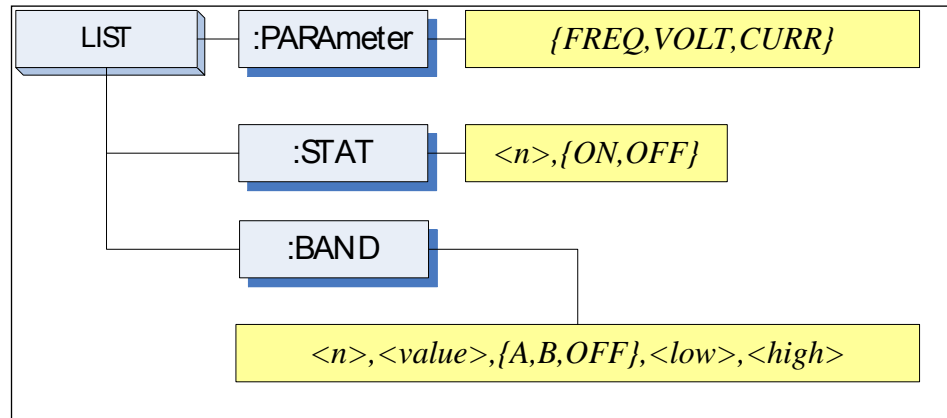 LIST :PARAmeter {FREQ,VOLT,CURR}
:STAT <n>,{ON,OFF}
:BAND
<n>,<value>,{A,B,OFF},<low>,<high>